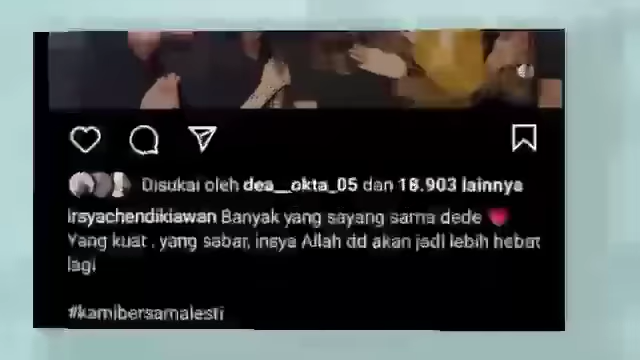 Disukai oleh dea__okta_05 dan 18.903 lainnya
irsyachendikiawan Banyak yang sayang sama dede
Yang kuat , yang sabar, insya Allah dd akan jadi lebih hebat
lagi
#kamibersamalesti